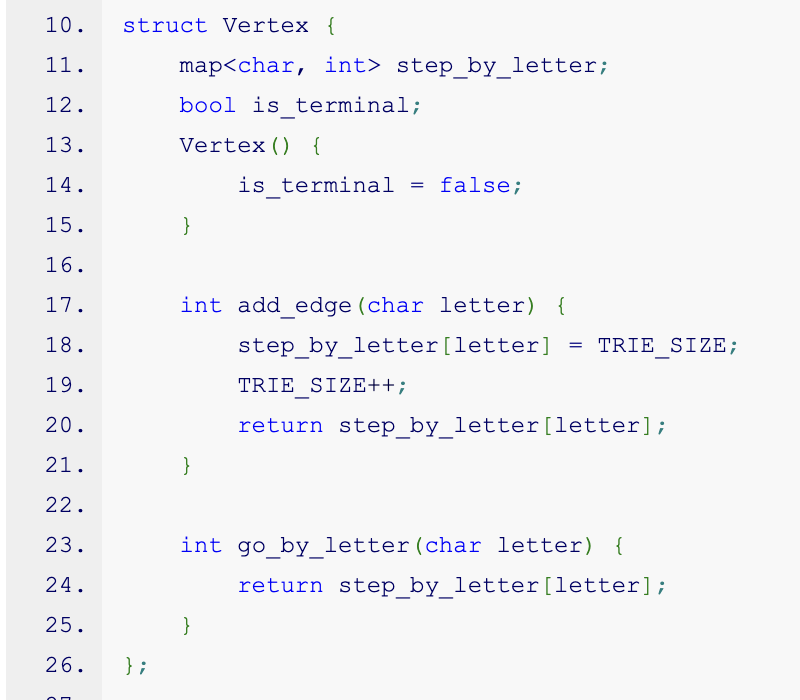 10. struct Vertex {
11.     map<char, int> step_by_letter;
12.     bool is_terminal;
13.     Vertex() {
14.         is_terminal = false;
15.     }
16.
17.     int add_edge(char letter) {
18.         step_by_letter[letter] = TRIE_SIZE;
19.         TRIE_SIZE++;
20.         return step_by_letter[letter];
21.     }
22.
23.     int go_by_letter(char letter) {
24.         return step_by_letter[letter];
25.     }
26. };